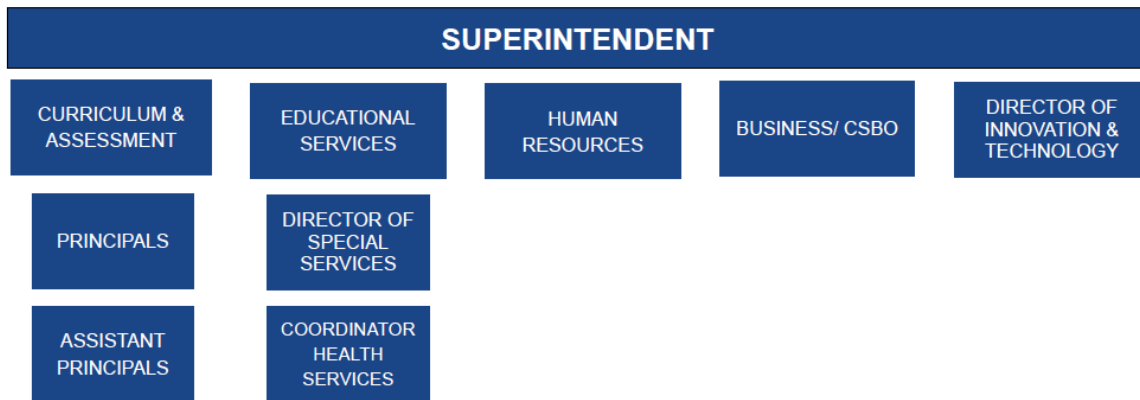 SUPERINTENDENT
CURRICULUM &
ASSESSMENT
EDUCATIONAL
SERVICES
HUMAN
RESOURCES
BUSINESS/ CSBO
DIRECTOR OF
INNOVATION &
TECHNOLOGY
PRINCIPALS
DIRECTOR OF
SPECIAL
SERVICES
ASSISTANT
PRINCIPALS
COORDINATOR
HEALTH
SERVICES